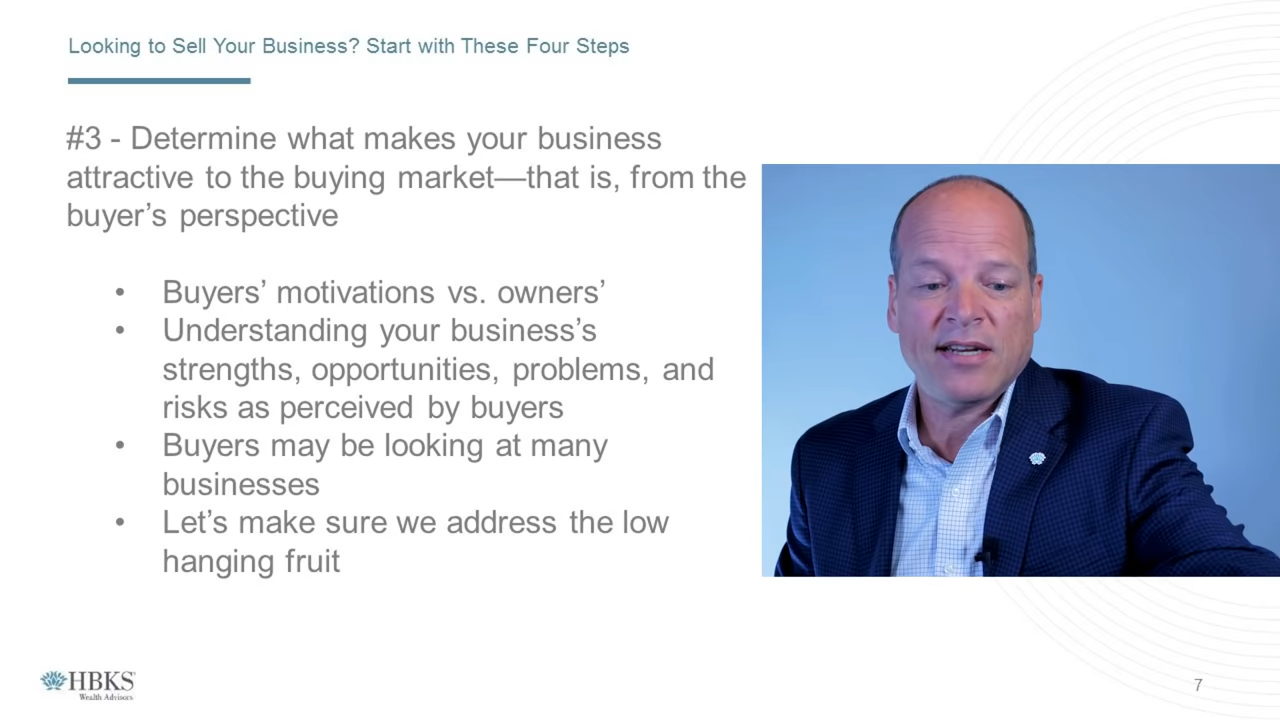 Looking to Sell Your Business? Start with These Four Steps
#3 - Determine what makes your business
attractive to the buying market—that is, from the
buyer’s perspective
• Buyers’ motivations vs. owners’
• Understanding your business’s
strengths, opportunities, problems, and
risks as perceived by buyers
• Buyers may be looking at many
businesses
• Let’s make sure we address the low
hanging fruit
HBKS
Wealth Advisors
7